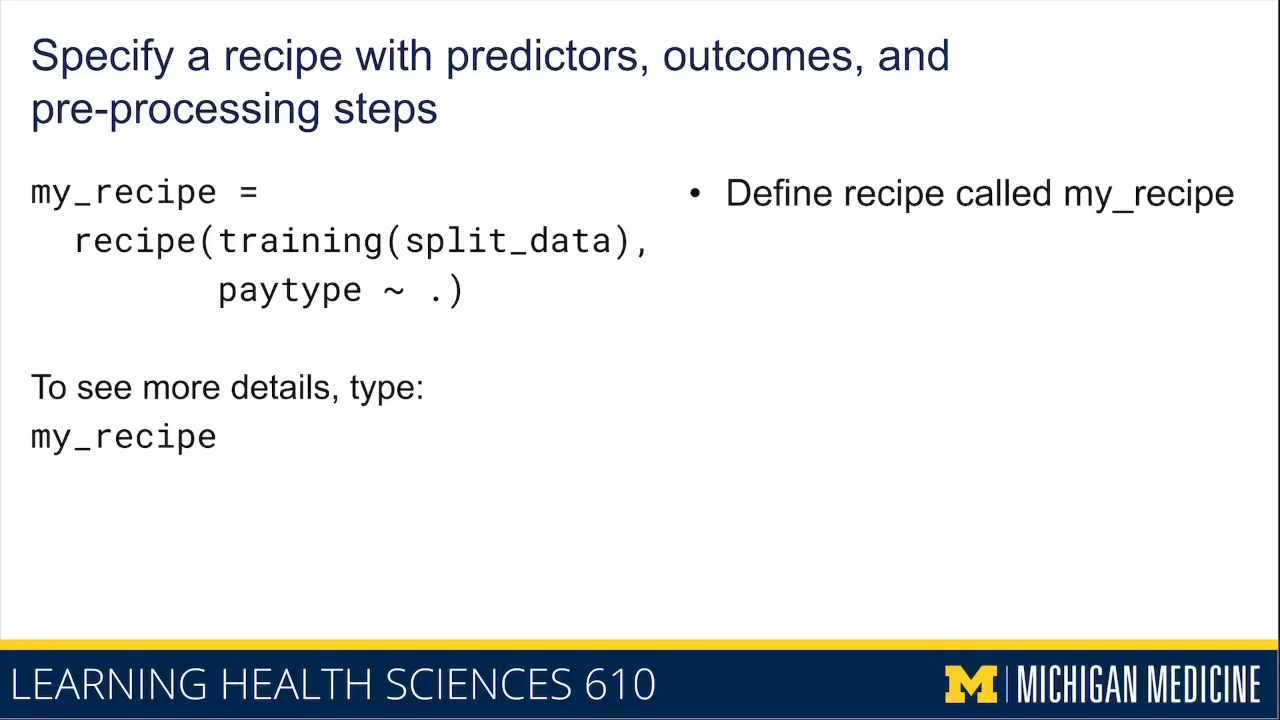 Specify a recipe with predictors, outcomes, and
pre-processing steps
my_recipe =
recipe(training(split_data),
paytype ~ .)
To see more details, type:
my_recipe
• Define recipe called my_recipe
LEARNING HEALTH SCIENCES 610
M | MICHIGAN MEDICINE